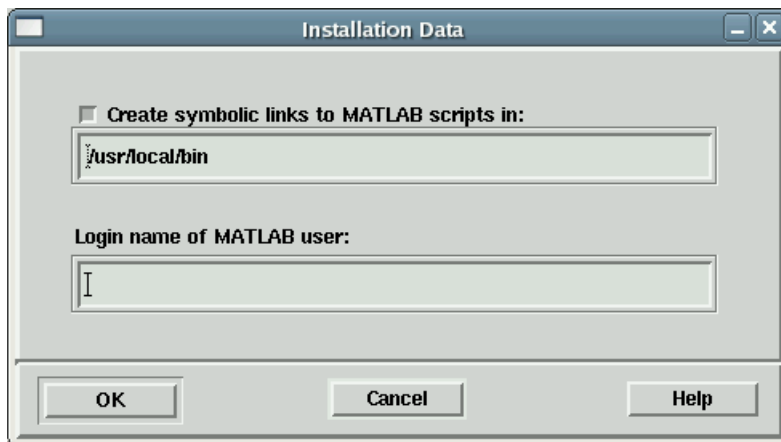 Installation Data
Create symbolic links to MATLAB scripts in:
/usr/local/bin
Login name of MATLAB user:
OK
Cancel
Help